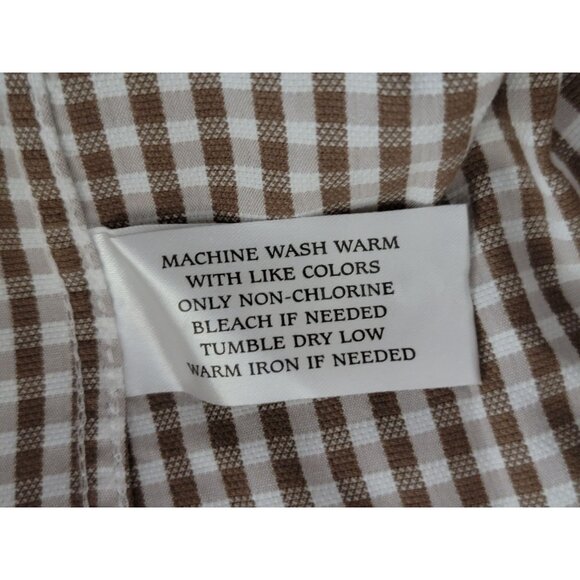 MACHINE WASH WARM
WITH LIKE COLORS
ONLY NON-CHLORINE
BLEACH IF NEEDED
TUMBLE DRY LOW
WARM IRON IF NEEDED